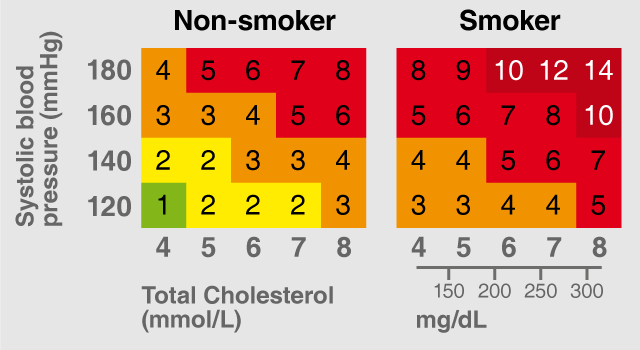 Non-smoker Smoker
Systolic blood
pressure (mmHg)
180 4 5 6 7 8 8 9 10 12 14
160 3 3 4 5 6 5 6 7 8 10
140 2 2 3 3 4 4 4 5 6 7
120 1 2 2 2 3 3 3 4 4 5
4 5 6 7 8 4 5 6 7 8
150 200 250 300
Total Cholesterol
(mmol/L)
mg/dL